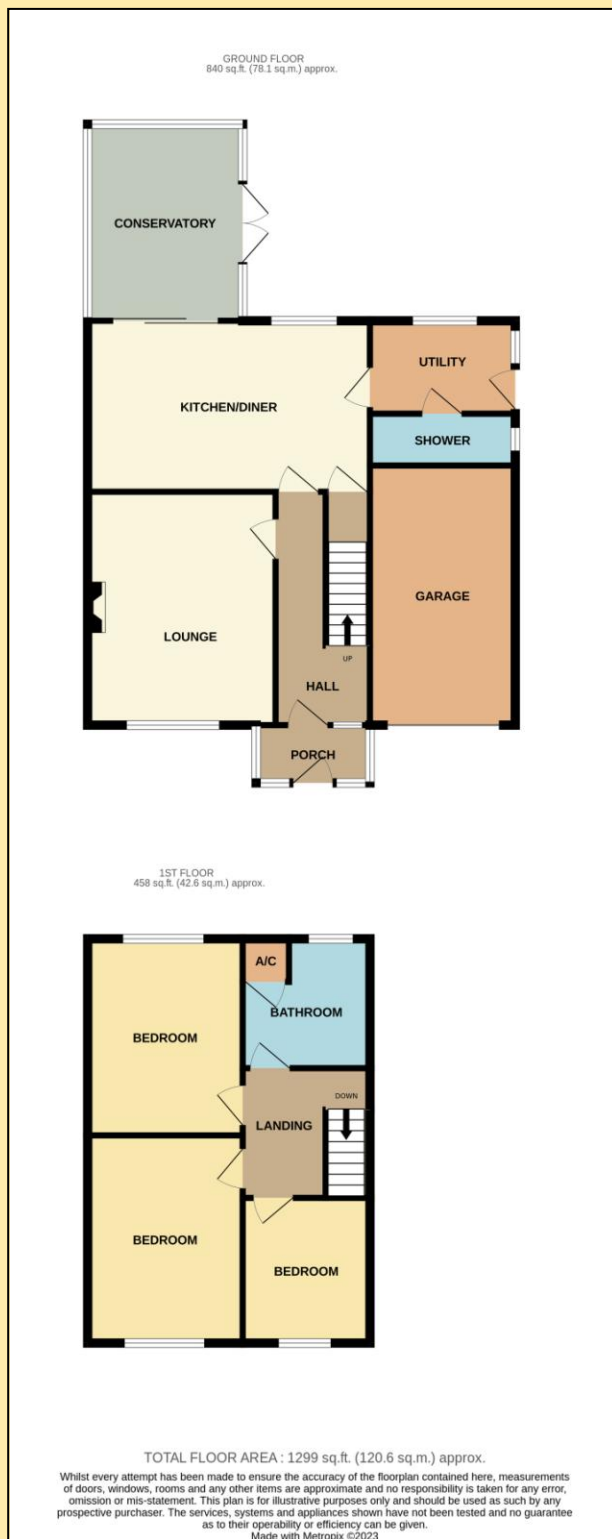 GROUND FLOOR
840 sq.ft. (78.1 sq.m.) approx.
CONSERVATORY
UTILITY
KITCHEN/DINER
SHOWER
GARAGE
LOUNGE
UP
HALL
PORCH
1ST FLOOR
458 sq.ft. (42.6 sq.m.) approx.
A/C
BATHROOM
BEDROOM
DOWN
LANDING
BEDROOM
BEDROOM
TOTAL FLOOR AREA : 1299 sq.ft. (120.6 sq.m.) approx.
Whilst every attempt has been made to ensure the accuracy of the floorplan contained here, measurements
of doors, windows, rooms and any other items are approximate and no responsibility is taken for any error,
omission or mis-statement. This plan is for illustrative purposes only and should be used as such by any
prospective purchaser. The services, systems and appliances shown have not been tested and no guarantee
as to their operability or efficiency can be given.
Made with Metropix ©2023